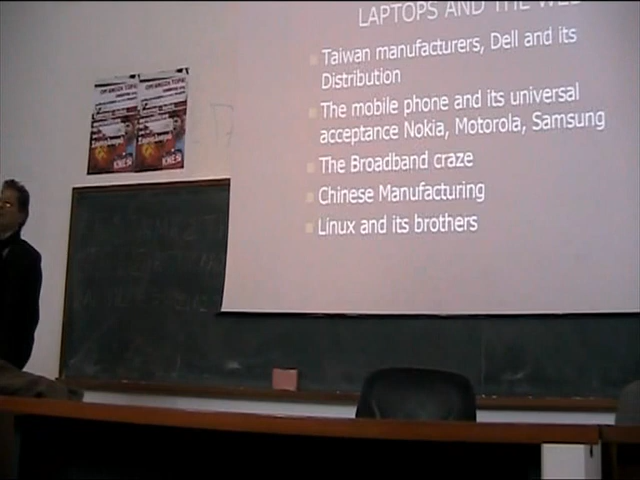 LAPTOPS AND THE WEB
Taiwan manufacturers, Dell and its
Distribution
The mobile phone and its universal
acceptance Nokia, Motorola, Samsung
The Broadband craze
Chinese Manufacturing
Linux and its brothers